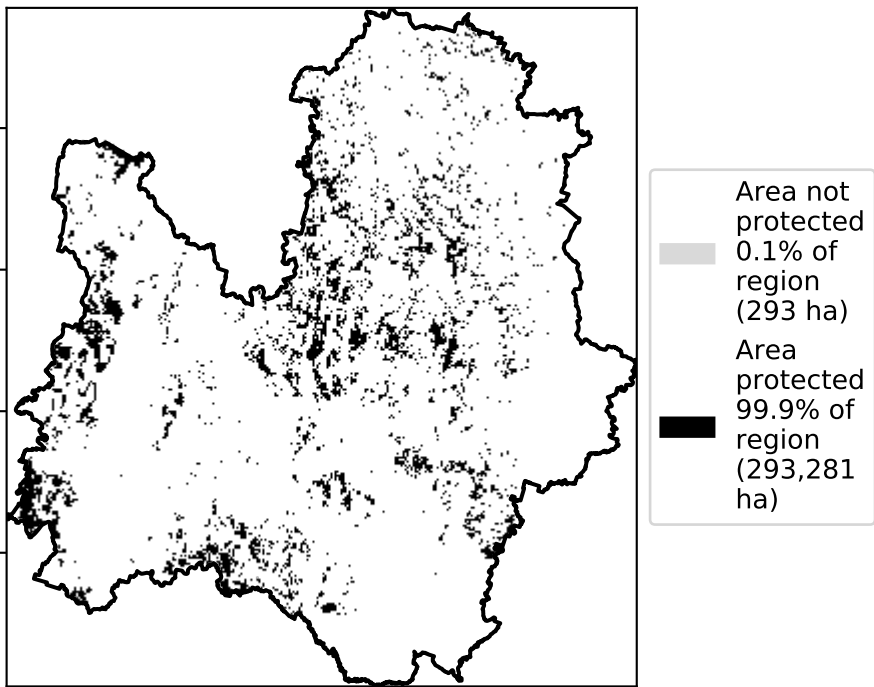 Area not
protected
0.1% of
region
(293 ha)
Area
protected
99.9% of
region
(293,281
ha)